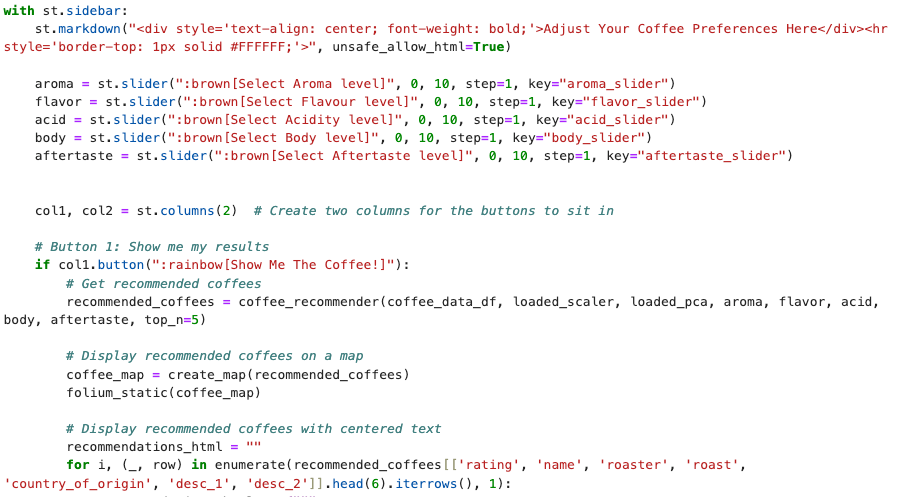 with st.sidebar:
    st.markdown("<div style='text-align: center; font-weight: bold;'>Adjust Your Coffee Preferences Here</div><hr
style='border-top: 1px solid #FFFFFF;'>", unsafe_allow_html=True)

    aroma = st.slider(":brown[Select Aroma level]", 0, 10, step=1, key="aroma_slider")
    flavor = st.slider(":brown[Select Flavour level]", 0, 10, step=1, key="flavor_slider")
    acid = st.slider(":brown[Select Acidity level]", 0, 10, step=1, key="acid_slider")
    body = st.slider(":brown[Select Body level]", 0, 10, step=1, key="body_slider")
    aftertaste = st.slider(":brown[Select Aftertaste level]", 0, 10, step=1, key="aftertaste_slider")


    col1, col2 = st.columns(2)  # Create two columns for the buttons to sit in

    # Button 1: Show me my results
    if col1.button(":rainbow[Show Me The Coffee!]"):
        # Get recommended coffees
        recommended_coffees = coffee_recommender(coffee_data_df, loaded_scaler, loaded_pca, aroma, flavor, acid,
body, aftertaste, top_n=5)

        # Display recommended coffees on a map
        coffee_map = create_map(recommended_coffees)
        folium_static(coffee_map)

        # Display recommended coffees with centered text
        recommendations_html = ""
        for i, (_, row) in enumerate(recommended_coffees[['rating', 'name', 'roaster', 'roast',
'country_of_origin', 'desc_1', 'desc_2']].head(6).iterrows(), 1):